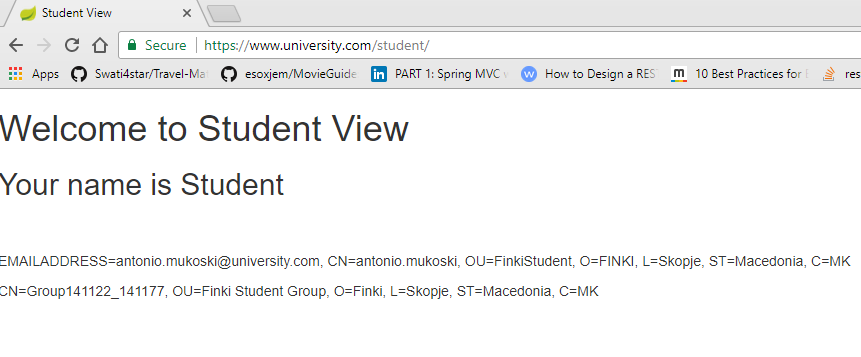 Student View
Secure https://www.university.com/student/
Apps Swati4star/Travel-Ma esoxjem/MovieGuide PART 1: Spring MVC How to Design a RES m 10 Best Practices for res
Welcome to Student View
Your name is Student
EMAILADDRESS=antonio.mukoski@university.com, CN=antonio.mukoski, OU=FinkiStudent, O=FINKI, L=Skopje, ST=Macedonia, C=MK
CN=Group141122_141177, OU=Finki Student Group, O=Finki, L=Skopje, ST=Macedonia, C=MK